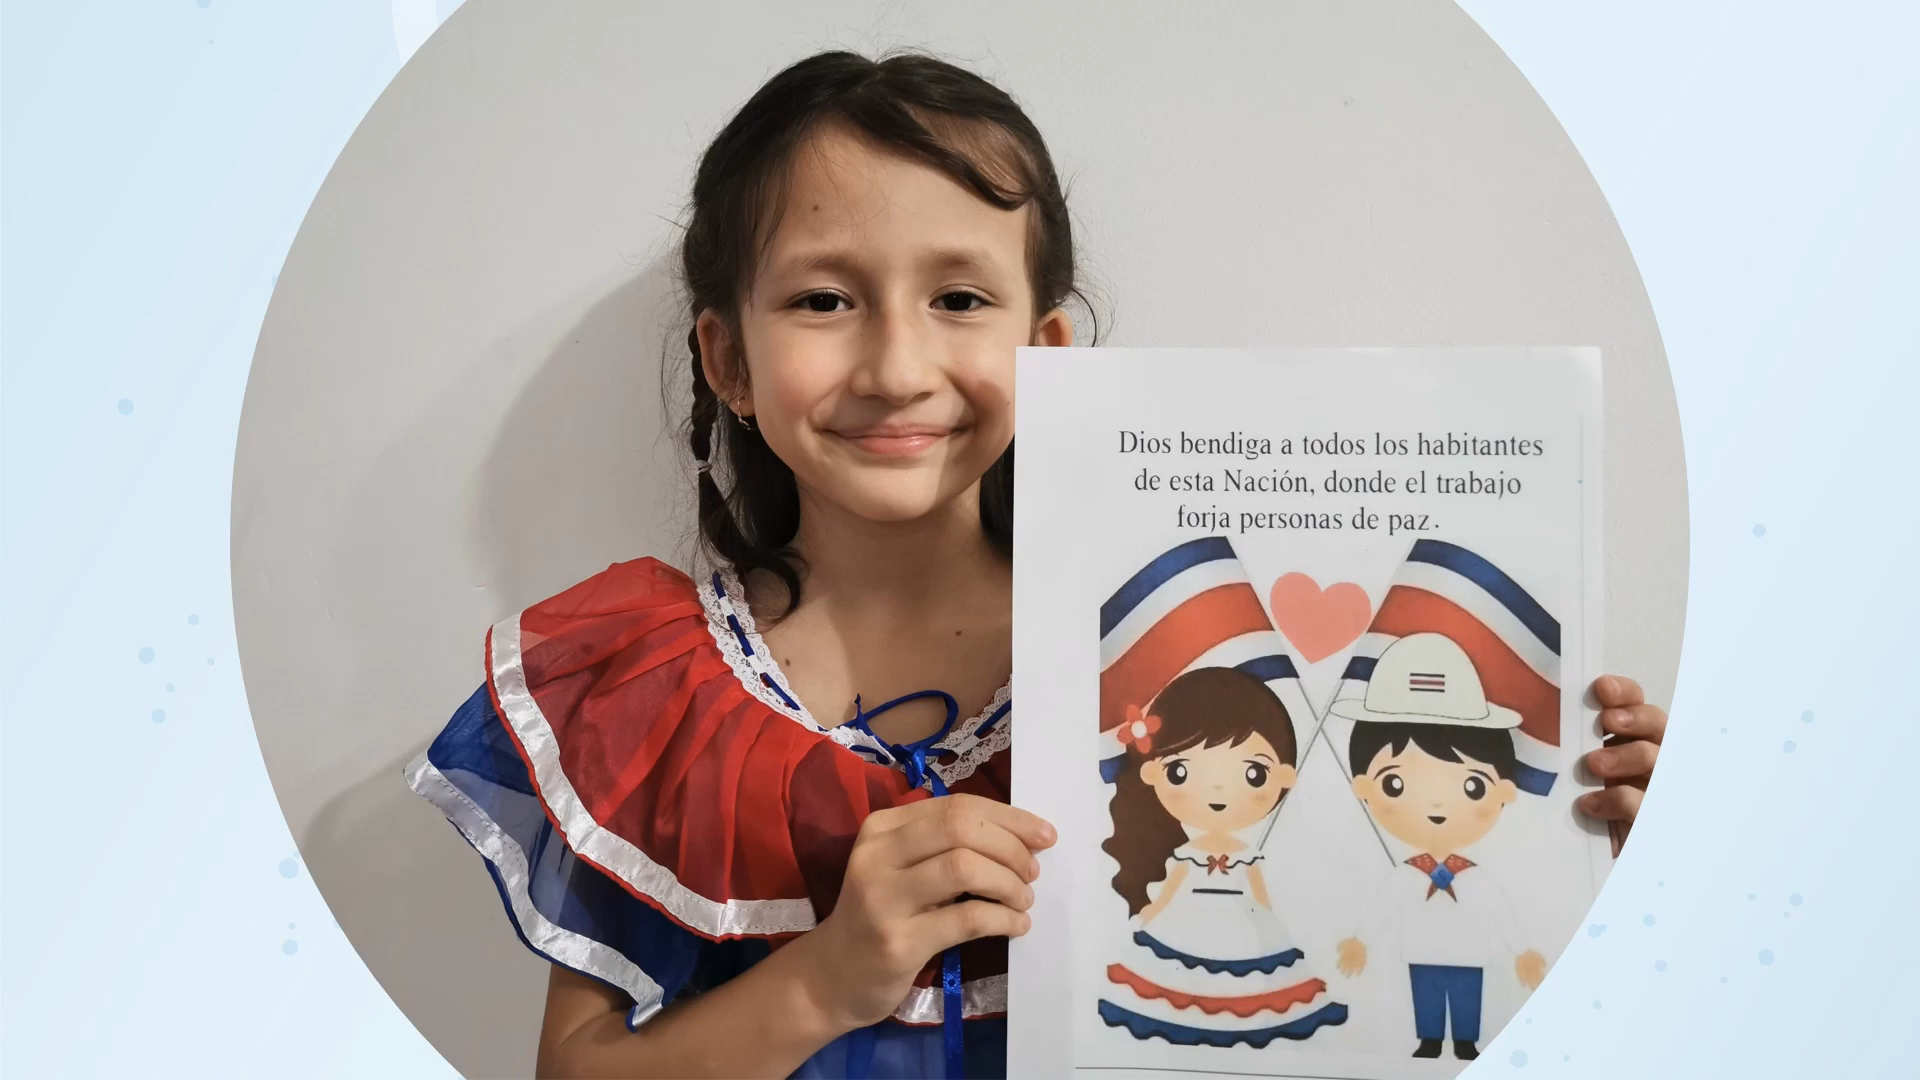 Dios bendiga a todos los habitantes
de esta Nación, donde el trabajo
forja personas de paz.